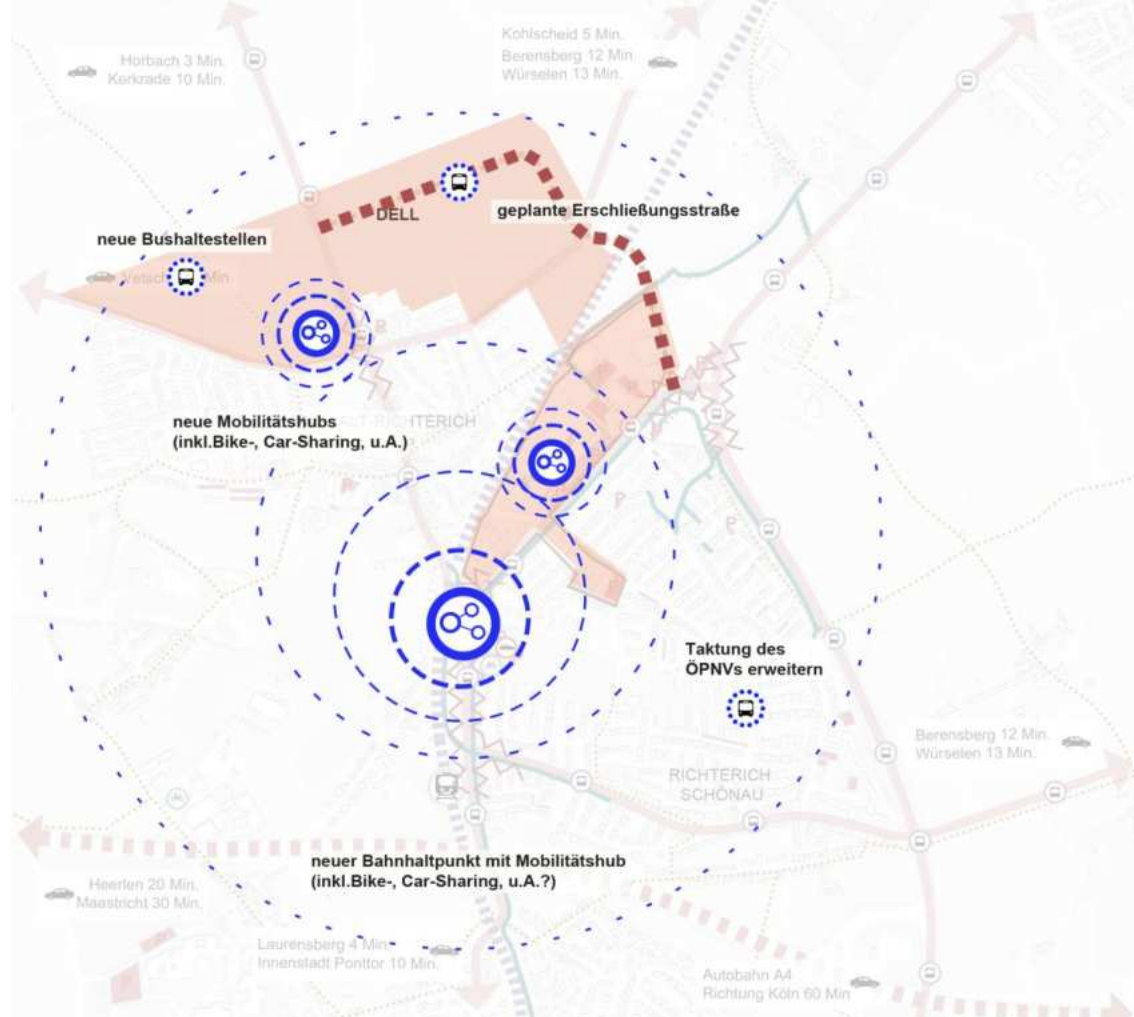 Horbach 3 Min.
Kerkrade 10 Min.
Kohlscheid 5 Min.
Berensberg 12 Min.
Würselen 13 Min.
DELL
geplante Erschließungsstraße
neue Bushaltestellen
Min.
neue Mobilitätshubs
RICHTERICH
(inkl.Bike-, Car-Sharing, u.A.)
Taktung des
ÖPNVs erweitern
Berensberg 12 Min.
Würselen 13 Min.
RICHTERICH
SCHÖNAU
neuer Bahnhaltpunkt mit Mobilitätshub
(inkl.Bike-, Car-Sharing, u.A.?)
Heerlen 20 Min.
Maastricht 30 Min.
Laurensberg 4 Min.
Innenstadt Ponttor 10 Min.
Autobahn A4
Richtung Köln 60 Min